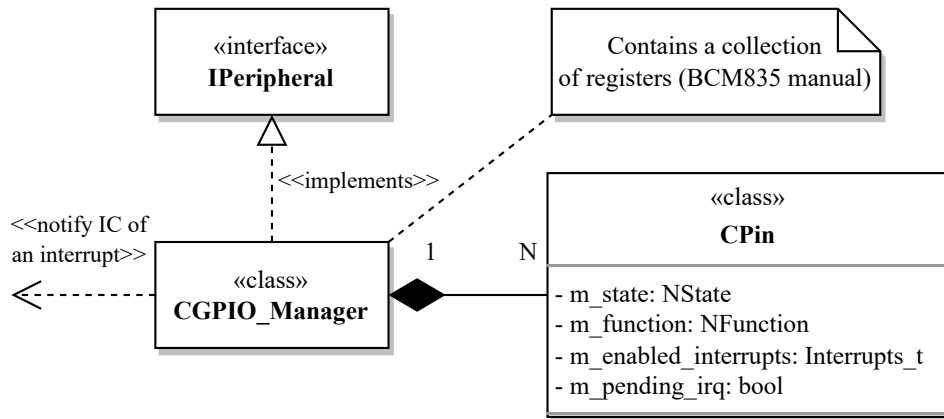 «interface»
IPeripheral
Contains a collection
of registers (BCM835 manual)
<<implements>>
<<notify IC of
an interrupt>>
«class»
CGPIO_Manager
1
N
«class»
CPin
- m_state: NState
- m_function: NFunction
- m_enabled_interrupts: Interrupts_t
- m_pending_irq: bool